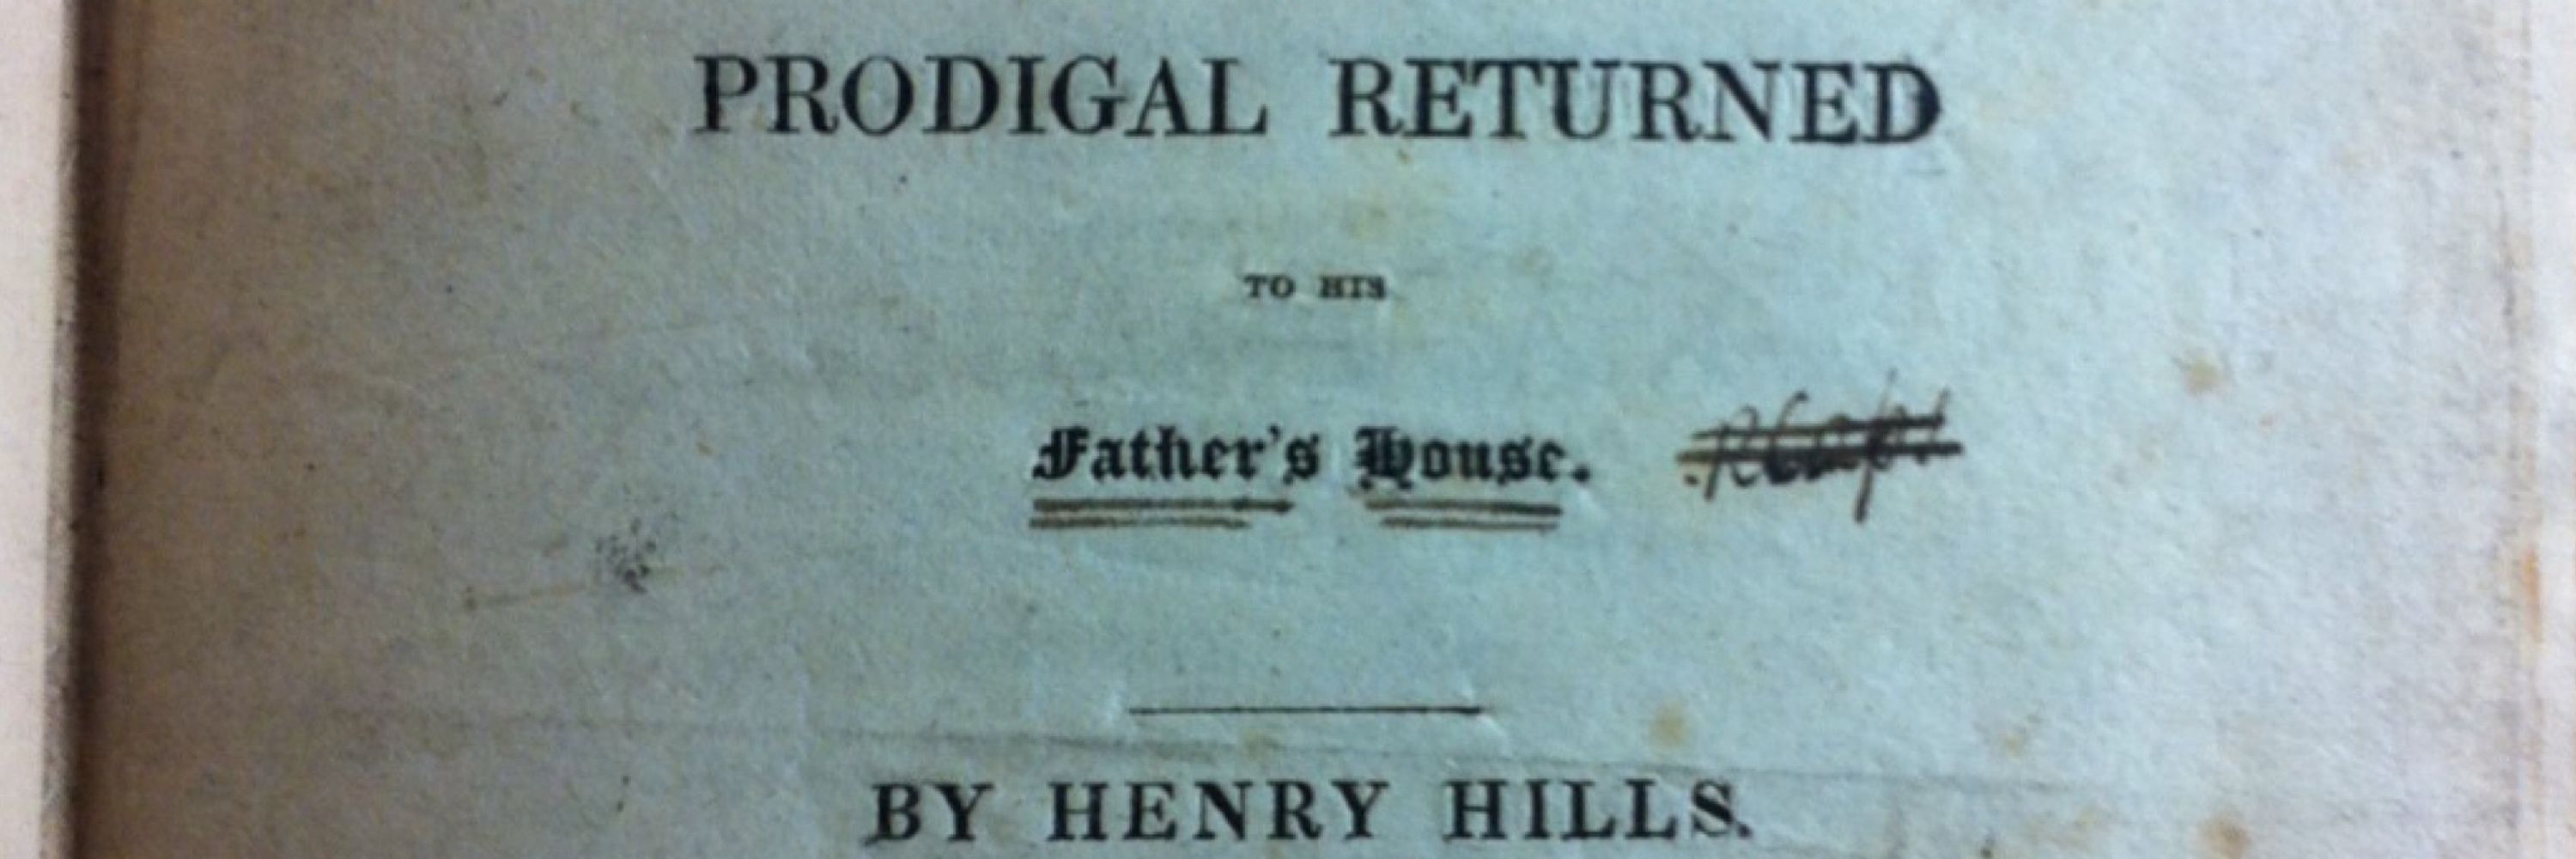 PRODIGAL RETURNED
TO HIS
Father's House.
BY HENRY HILLS.